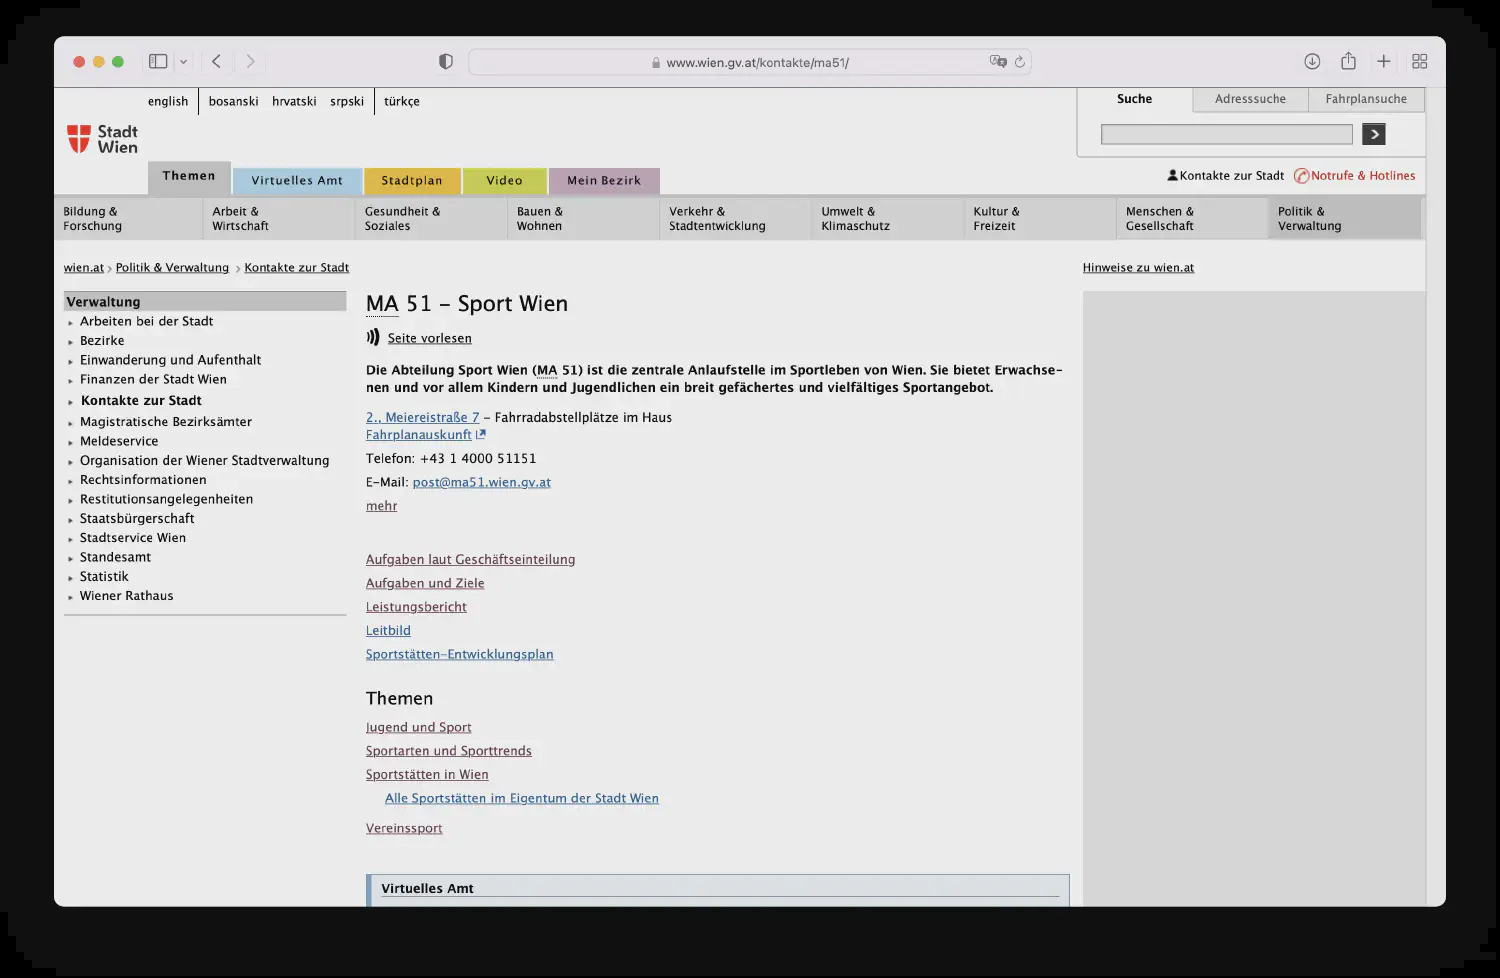 www.wien.gv.at/kontakte/ma51/
english bosanski hrvatski srpski türkçe
Suche Adresssuche Fahrplansuche
Stadt
Wien
Themen Virtuelles Amt Stadtplan Video Mein Bezirk
Kontakte zur Stadt Notrufe & Hotlines
Bildung &
Forschung
Arbeit &
Wirtschaft
Gesundheit &
Soziales
Bauen &
Wohnen
Verkehr &
Stadtentwicklung
Umwelt &
Klimaschutz
Kultur &
Freizeit
Menschen &
Gesellschaft
Politik &
Verwaltung
wien.at › Politik & Verwaltung › Kontakte zur Stadt
Hinweise zu wien.at
Verwaltung
Arbeiten bei der Stadt
Bezirke
Einwanderung und Aufenthalt
Finanzen der Stadt Wien
Kontakte zur Stadt
Magistratische Bezirksämter
Meldeservice
Organisation der Wiener Stadtverwaltung
Rechtsinformationen
Restitutionsangelegenheiten
Staatsbürgerschaft
Stadtservice Wien
Standesamt
Statistik
Wiener Rathaus
MA 51 – Sport Wien
Seite vorlesen
Die Abteilung Sport Wien (MA 51) ist die zentrale Anlaufstelle im Sportleben von Wien. Sie bietet Erwachse-
nen und vor allem Kindern und Jugendlichen ein breit gefächertes und vielfältiges Sportangebot.
2., Meiereistraße 7 – Fahrradabstellplätze im Haus
Fahrplanauskunft
Telefon: +43 1 4000 51151
E-Mail: post@ma51.wien.gv.at
mehr
Aufgaben laut Geschäftseinteilung
Aufgaben und Ziele
Leistungsbericht
Leitbild
Sportstätten-Entwicklungsplan
Themen
Jugend und Sport
Sportarten und Sporttrends
Sportstätten in Wien
Alle Sportstätten im Eigentum der Stadt Wien
Vereinssport
Virtuelles Amt